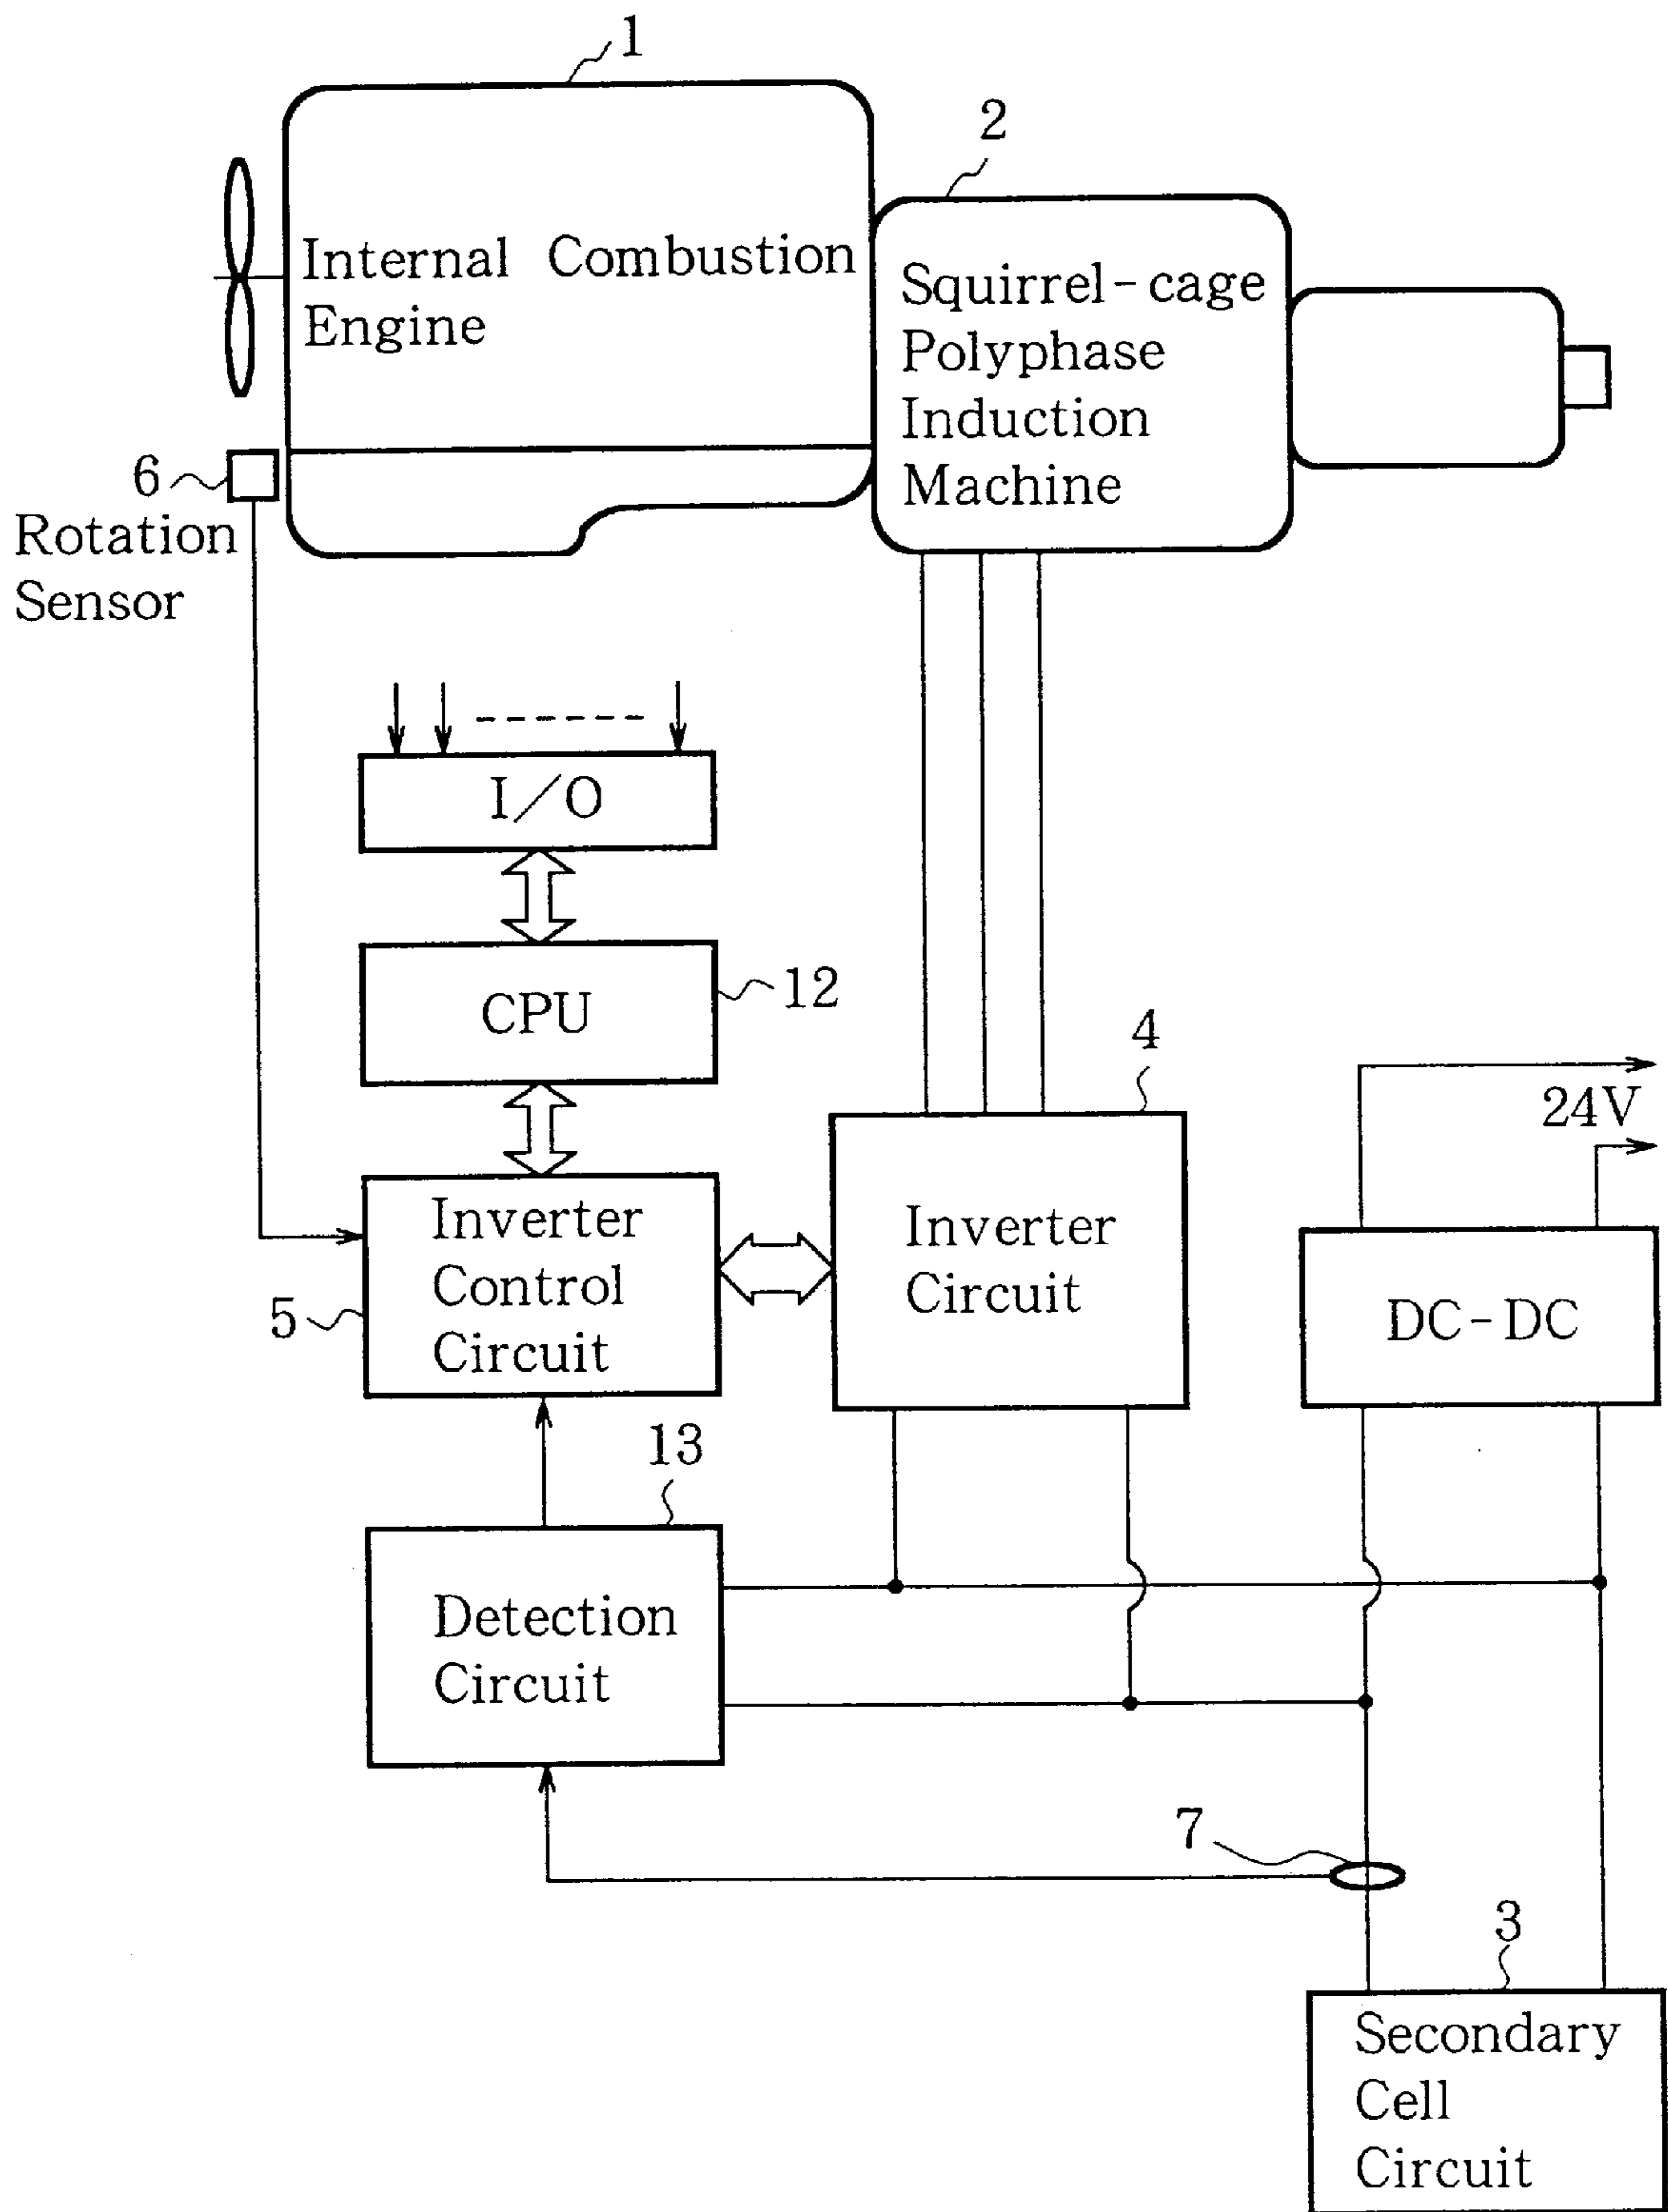 1
2
Internal Combustion
Engine
Squirrel-cage
Polyphase
Induction
Machine
6
Rotation
Sensor
I/O
CPU
12
4
24V
Inverter
Control
Circuit
5
Inverter
Circuit
DC-DC
13
Detection
Circuit
7
3
Secondary
Cell
Circuit